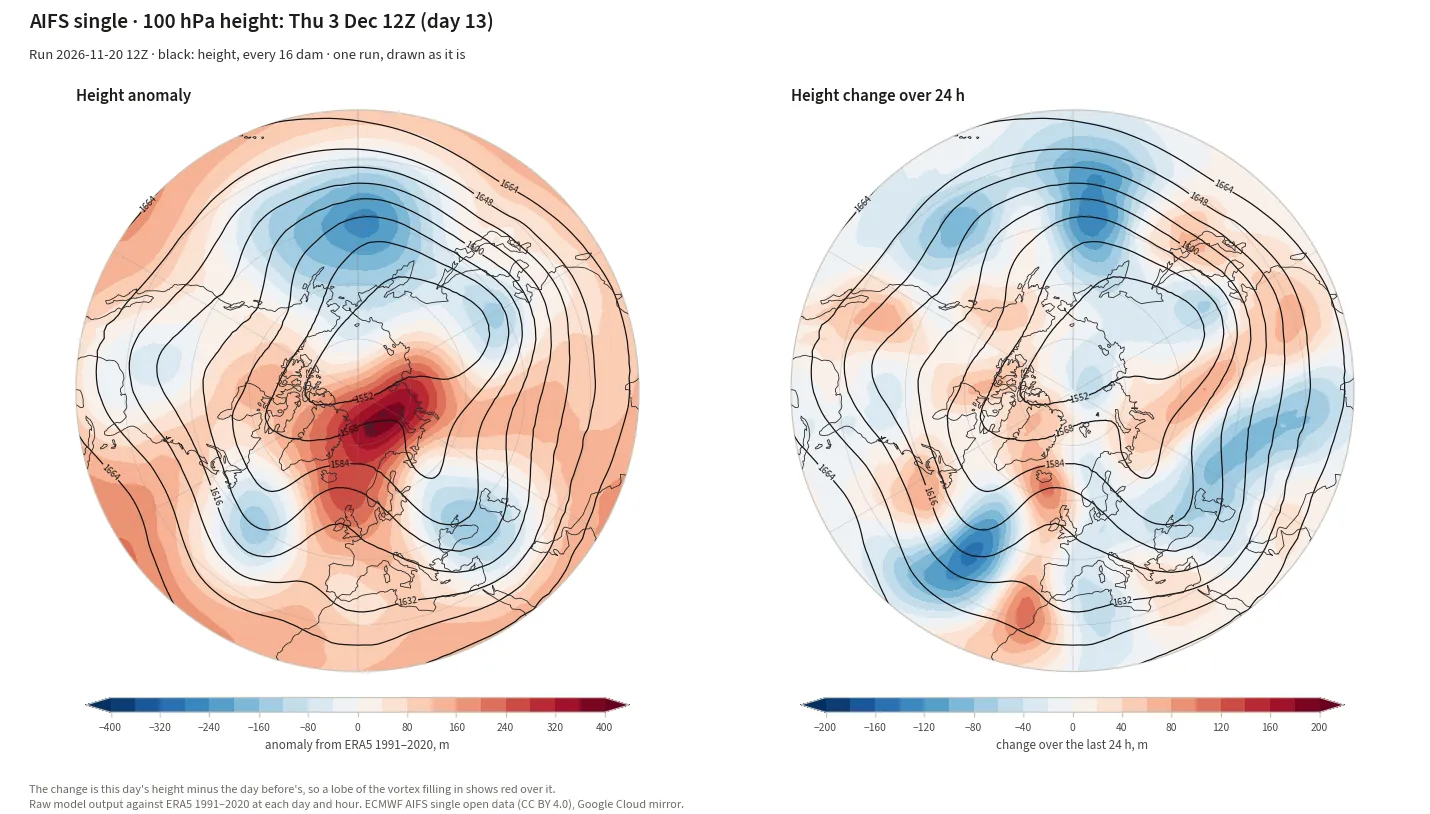 AIFS single · 100 hPa height: Thu 3 Dec 12Z (day 13)
Run 2026-11-20 12Z · black: height, every 16 dam · one run, drawn as it is
Height anomaly
Height change over 24 h
1664
1664
1648
1600
1552
1568
1584
1664
1616
1632
1664
1664
1648
1600
1552
1568
1584
1664
1616
1632
−400 −320 −240 −160 −80 0 80 160 240 320 400
anomaly from ERA5 1991–2020, m
−200 −160 −120 −80 −40 0 40 80 120 160 200
change over the last 24 h, m
The change is this day's height minus the day before's, so a lobe of the vortex filling in shows red over it.
Raw model output against ERA5 1991–2020 at each day and hour. ECMWF AIFS single open data (CC BY 4.0), Google Cloud mirror.